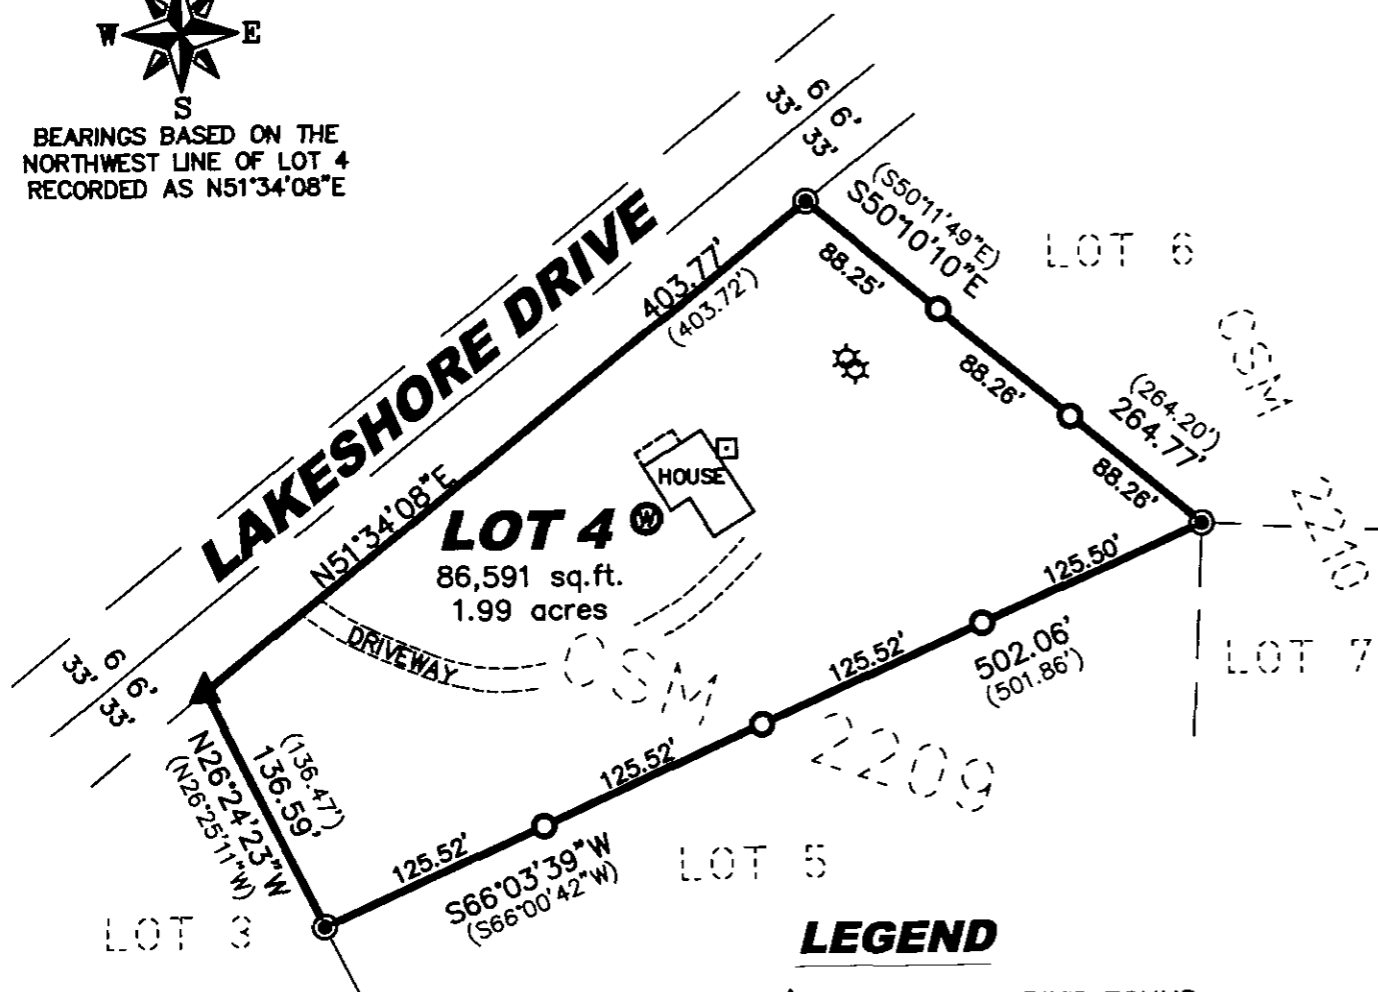 W E
S
BEARINGS BASED ON THE
NORTHWEST LINE OF LOT 4
RECORDED AS N51°34'08"E
6 6'
33' 33'
LAKESHORE DRIVE
403.77'
(403.72')
N51°34'08"E
(S50°11'49"E)
S50°10'10"E
88.25'
LOT 6
88.26'
(264.20')
264.77'
88.26'
CSM
2210
HOUSE
LOT 4 W
86,591 sq.ft.
1.99 acres
DRIVEWAY
125.50'
LOT 7
6 6'
33' 33'
CSM
2209
125.52'
502.06'
(501.86')
125.52'
(136.47')
136.59'
N26°24'23"W
(N26°25'11"W)
125.52'
S66°03'39"W
(S66°00'42"W)
LOT 5
LOT 3
LEGEND